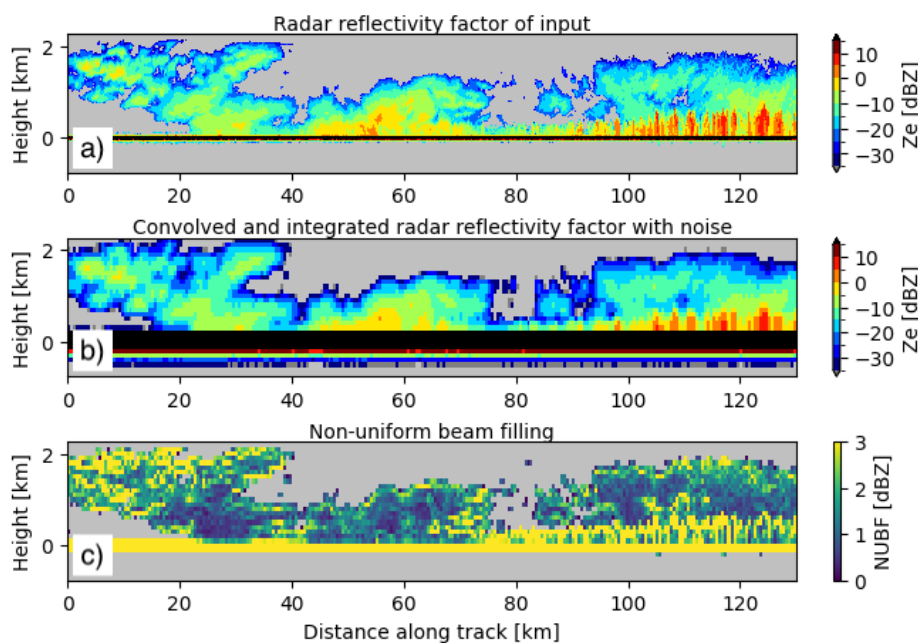 Radar reflectivity factor of input
Height [km]
2
0
a)
0 20 40 60 80 100 120
10
0
−10
−20
−30
Ze [dBZ]
Convolved and integrated radar reflectivity factor with noise
Height [km]
2
0
b)
0 20 40 60 80 100 120
10
0
−10
−20
−30
Ze [dBZ]
Non-uniform beam filling
Height [km]
2
0
c)
0 20 40 60 80 100 120
Distance along track [km]
3
2
1
0
NUBF [dBZ]